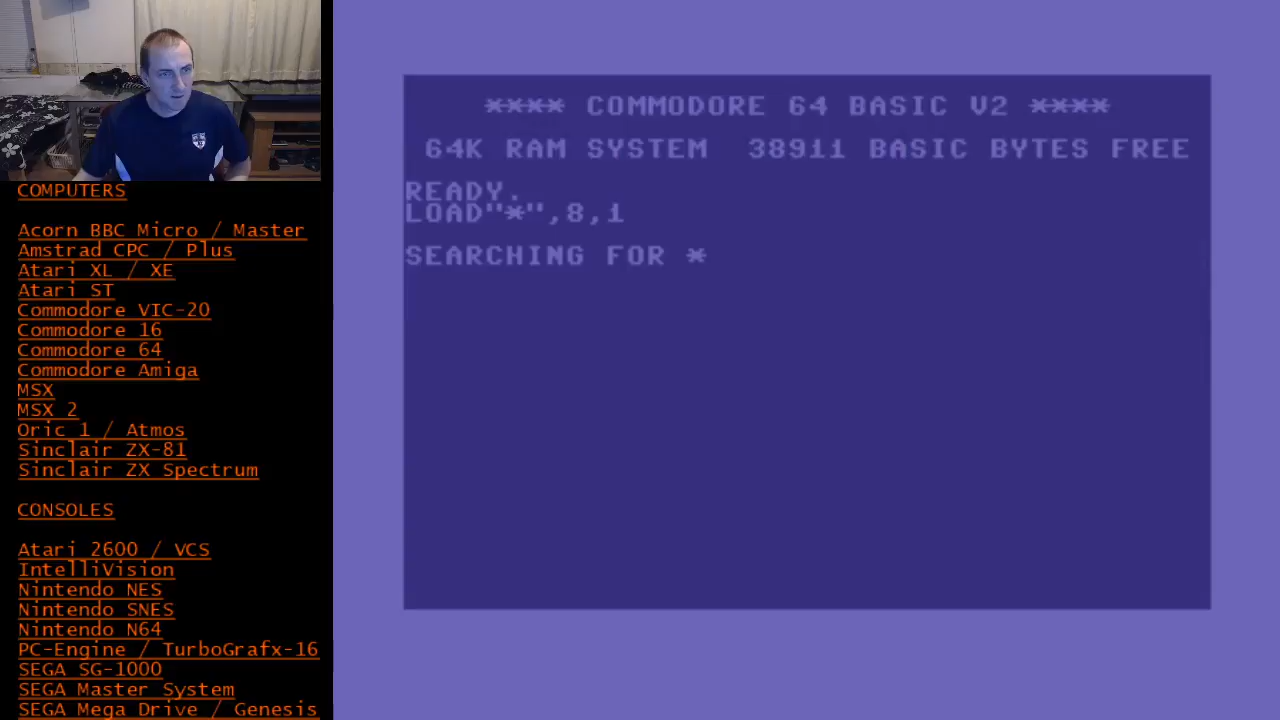 COMPUTERS
Acorn BBC Micro / Master
Amstrad CPC / Plus
Atari XL / XE
Atari ST
Commodore VIC-20
Commodore 16
Commodore 64
Commodore Amiga
MSX
MSX 2
Oric 1 / Atmos
Sinclair ZX-81
Sinclair ZX Spectrum
CONSOLES
Atari 2600 / VCS
IntelliVision
Nintendo NES
Nintendo SNES
Nintendo N64
PC-Engine / TurboGrafx-16
SEGA SG-1000
SEGA Master System
SEGA Mega Drive / Genesis
**** COMMODORE 64 BASIC V2 ****
64K RAM SYSTEM 38911 BASIC BYTES FREE
READY.
LOAD"*",8,1
SEARCHING FOR *